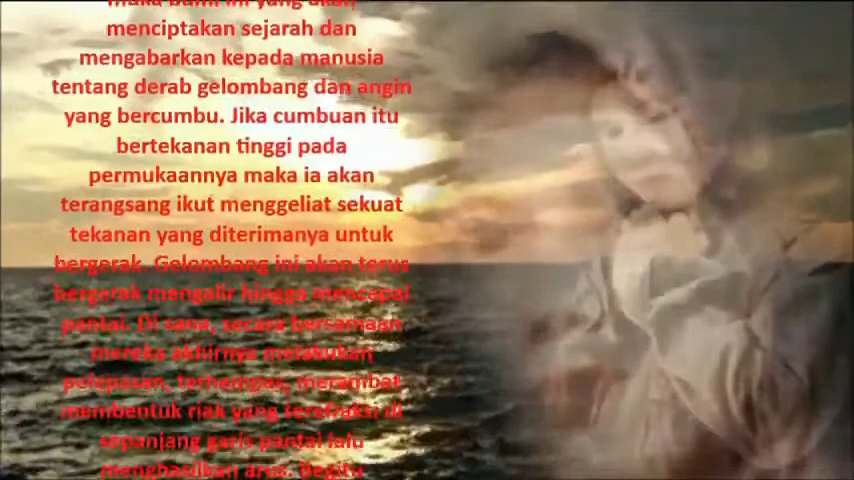 maka bumi ini yang akan
menciptakan sejarah dan
mengabarkan kepada manusia
tentang derab gelombang dan angin
yang bercumbu. Jika cumbuan itu
bertekanan tinggi pada
permukaannya maka ia akan
terangsang ikut menggeliat sekuat
tekanan yang diterimanya untuk
bergerak. Gelombang ini akan terus
bergerak mengalir hingga mencapai
pantai. Di sana, secara bersamaan
mereka akhirnya melakukan
pelepasan, terhempas, merambat
membentuk riak yang terefraksi di
sepanjang garis pantai lalu
menghasilkan arus. Begitu